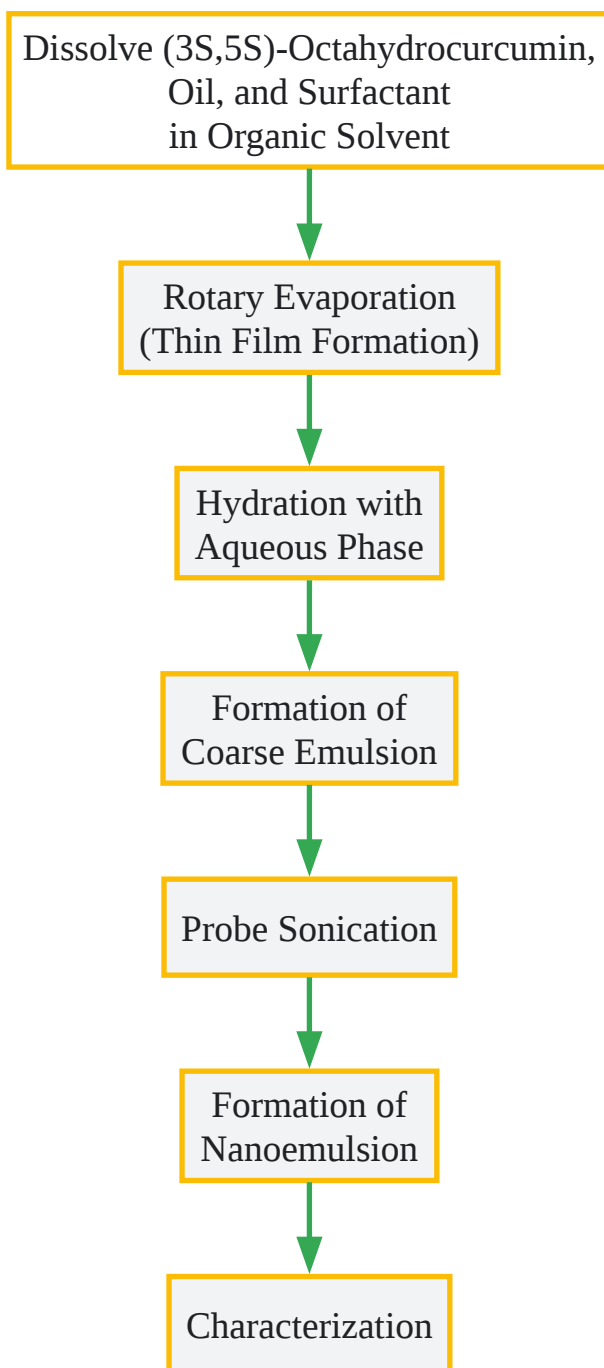 Dissolve (3S,5S)-Octahydrocurcumin,
Oil, and Surfactant
in Organic Solvent
Rotary Evaporation
(Thin Film Formation)
Hydration with
Aqueous Phase
Formation of
Coarse Emulsion
Probe Sonication
Formation of
Nanoemulsion
Characterization